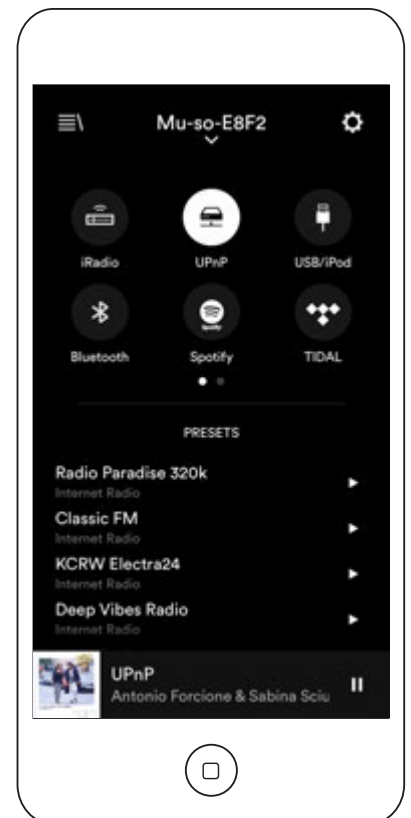 Mu-so-E8F2
iRadio UPnP USB/iPod
Spotify
Bluetooth Spotify TIDAL
PRESETS
Radio Paradise 320k
Internet Radio
Classic FM
Internet Radio
KCRW Electra24
Internet Radio
Deep Vibes Radio
Internet Radio
UPnP
Antonio Forcione & Sabina Sciu